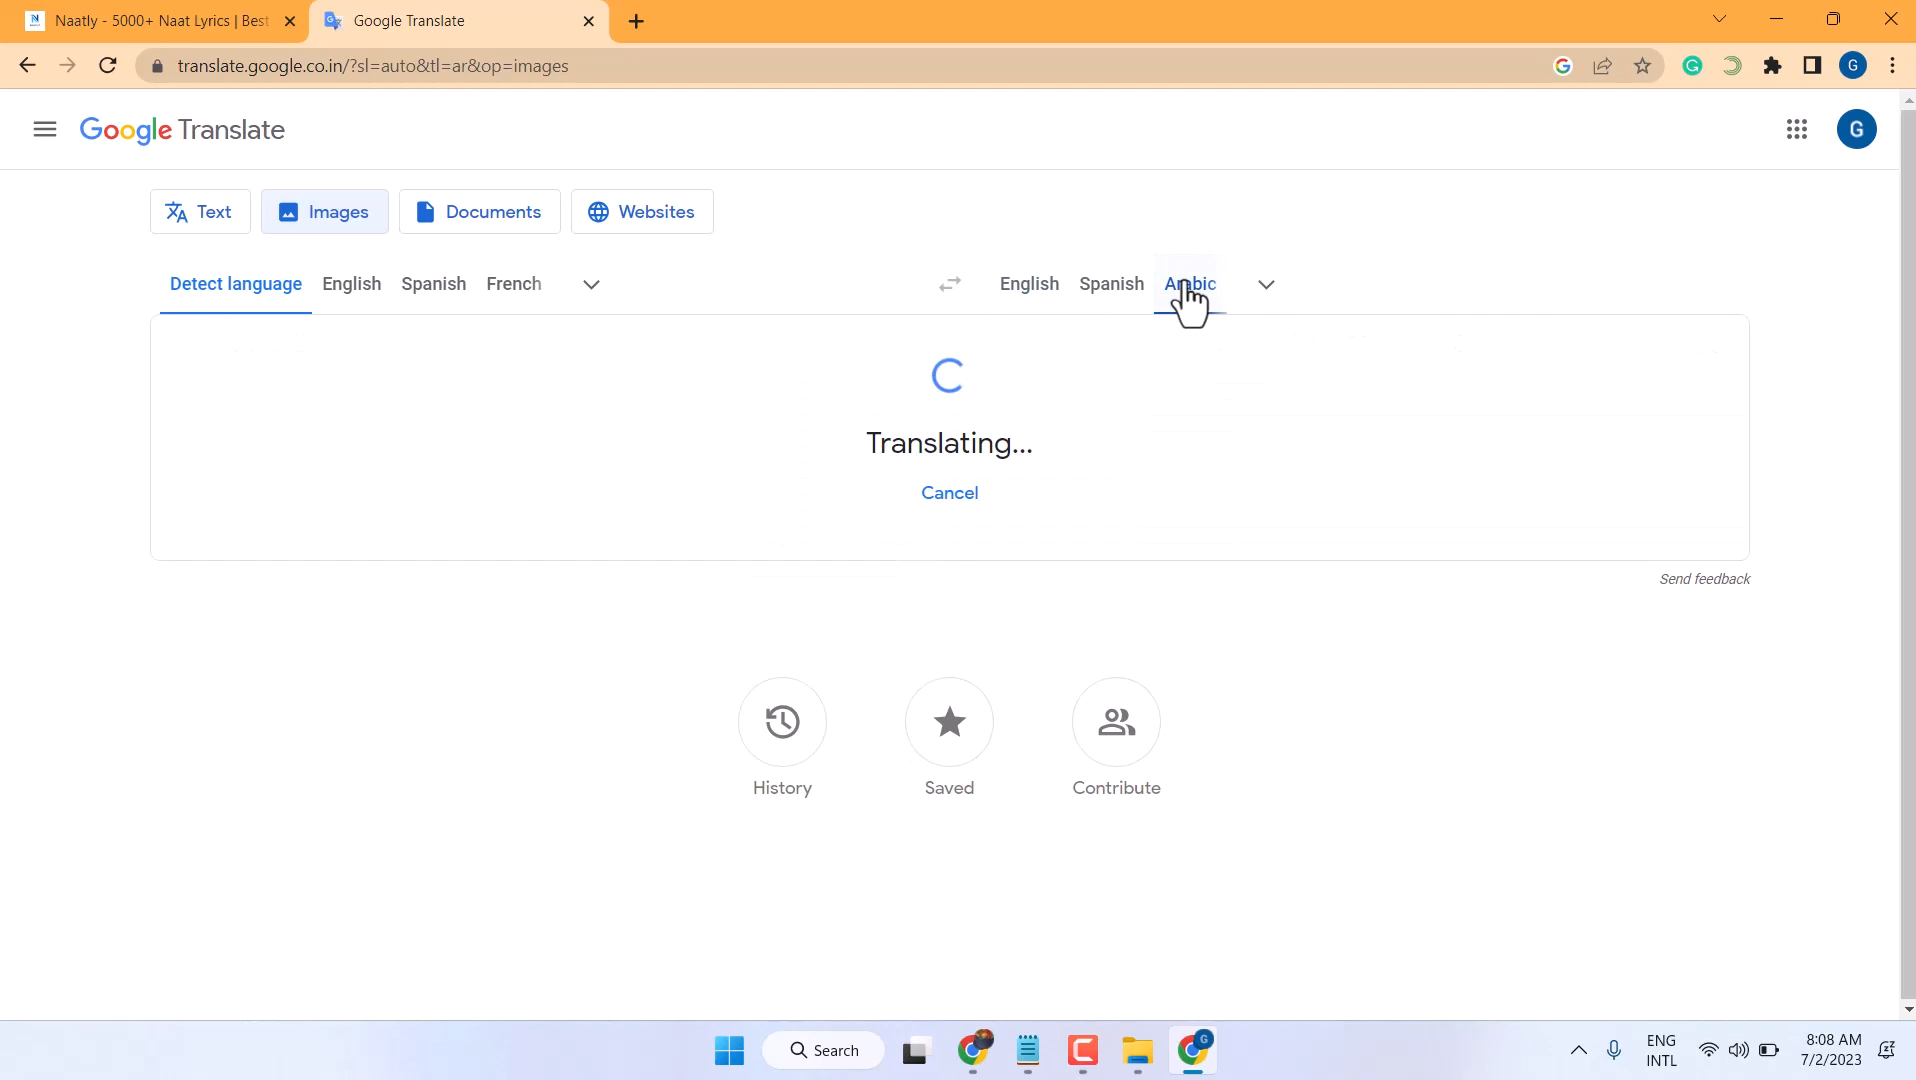 Naatly - 5000+ Naat Lyrics | Best
Google Translate
translate.google.co.in/?sl=auto&tl=ar&op=images
G
Google Translate
G
Text
Images
Documents
Websites
Detect language
English
Spanish
French
English
Spanish
Arabic
Translating...
Cancel
Send feedback
History
Saved
Contribute
Search
G
ENG
INTL
8:08 AM
7/2/2023